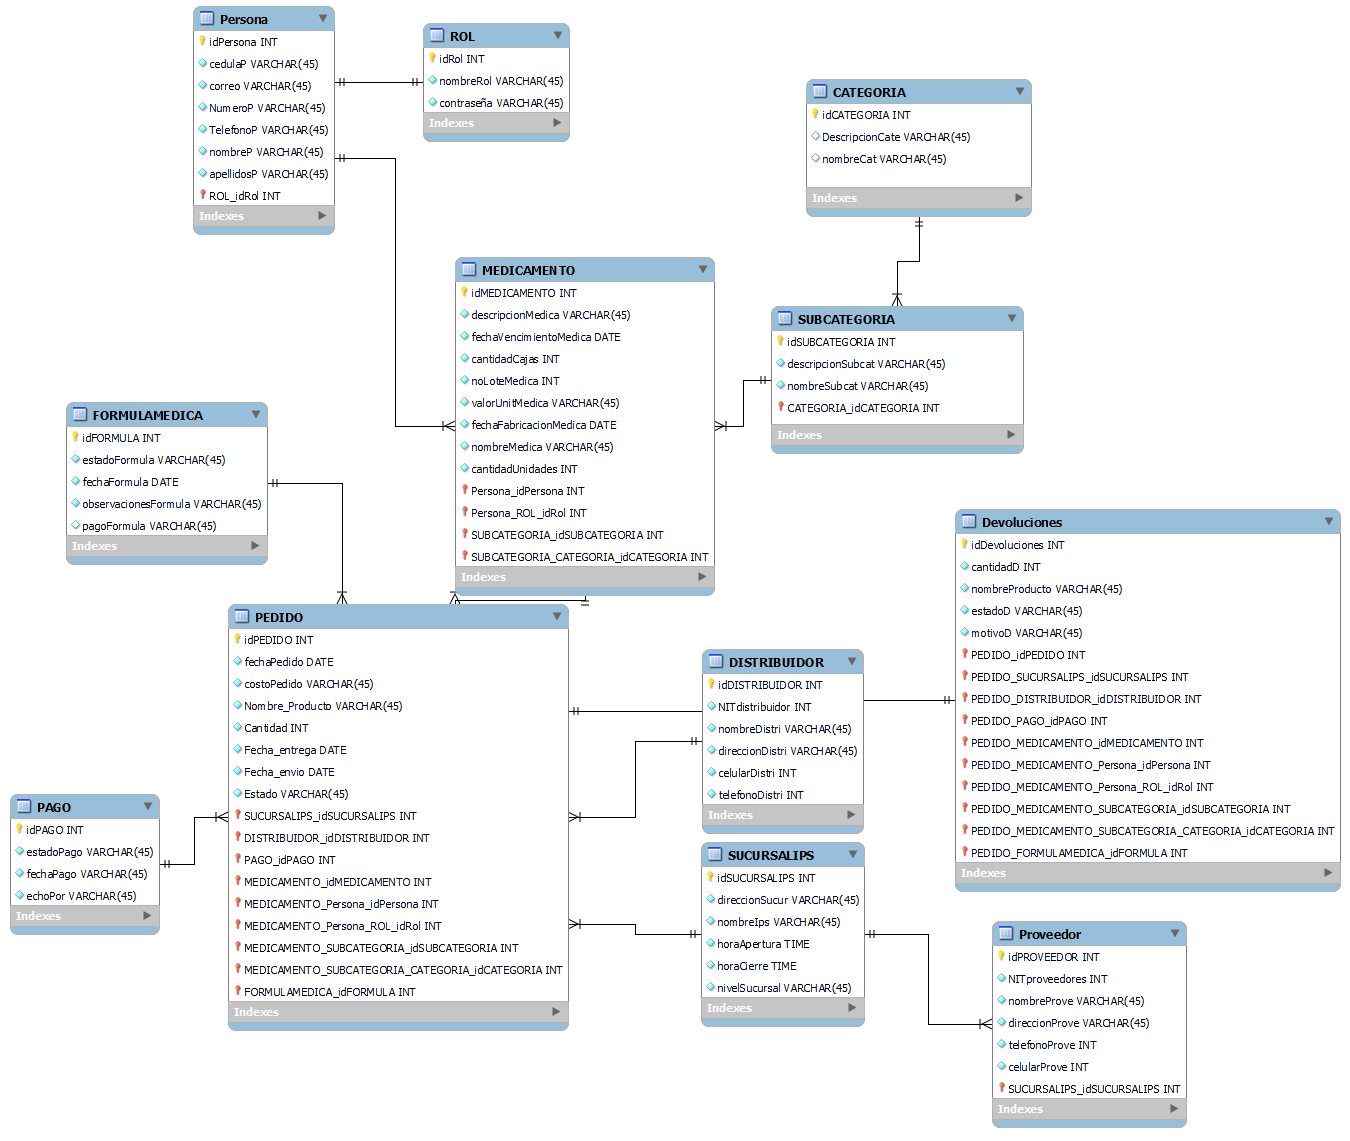 Persona
idPersona INT
cedulaP VARCHAR(45)
correo VARCHAR(45)
NumeroP VARCHAR(45)
TelefonoP VARCHAR(45)
nombreP VARCHAR(45)
apellidosP VARCHAR(45)
ROL_idRol INT
Indexes
ROL
idRol INT
nombreRol VARCHAR(45)
contraseña VARCHAR(45)
Indexes
CATEGORIA
idCATEGORIA INT
DescripcionCate VARCHAR(45)
nombreCat VARCHAR(45)
Indexes
MEDICAMENTO
idMEDICAMENTO INT
descripcionMedica VARCHAR(45)
fechaVencimientoMedica DATE
cantidadCajas INT
noLoteMedica INT
valorUnitMedica VARCHAR(45)
fechaFabricacionMedica DATE
nombreMedica VARCHAR(45)
cantidadUnidades INT
Persona_idPersona INT
Persona_ROL_idRol INT
SUBCATEGORIA_idSUBCATEGORIA INT
SUBCATEGORIA_CATEGORIA_idCATEGORIA INT
Indexes
SUBCATEGORIA
idSUBCATEGORIA INT
descripcionSubcat VARCHAR(45)
nombreSubcat VARCHAR(45)
CATEGORIA_idCATEGORIA INT
Indexes
FORMULAMEDICA
idFORMULA INT
estadoFormula VARCHAR(45)
fechaFormula DATE
observacionesFormula VARCHAR(45)
pagoFormula VARCHAR(45)
Indexes
Devoluciones
idDevoluciones INT
cantidadD INT
nombreProducto VARCHAR(45)
estadoD VARCHAR(45)
motivoD VARCHAR(45)
PEDIDO_idPEDIDO INT
PEDIDO_SUCURSALIPS_idSUCURSALIPS INT
PEDIDO_DISTRIBUIDOR_idDISTRIBUIDOR INT
PEDIDO_PAGO_idPAGO INT
PEDIDO_MEDICAMENTO_idMEDICAMENTO INT
PEDIDO_MEDICAMENTO_Persona_idPersona INT
PEDIDO_MEDICAMENTO_Persona_ROL_idRol INT
PEDIDO_MEDICAMENTO_SUBCATEGORIA_idSUBCATEGORIA INT
PEDIDO_MEDICAMENTO_SUBCATEGORIA_CATEGORIA_idCATEGORIA INT
PEDIDO_FORMULAMEDICA_idFORMULA INT
Indexes
PEDIDO
idPEDIDO INT
fechaPedido DATE
costoPedido VARCHAR(45)
Nombre_Producto VARCHAR(45)
Cantidad INT
Fecha_entrega DATE
Fecha_envio DATE
Estado VARCHAR(45)
SUCURSALIPS_idSUCURSALIPS INT
DISTRIBUIDOR_idDISTRIBUIDOR INT
PAGO_idPAGO INT
MEDICAMENTO_idMEDICAMENTO INT
MEDICAMENTO_Persona_idPersona INT
MEDICAMENTO_Persona_ROL_idRol INT
MEDICAMENTO_SUBCATEGORIA_idSUBCATEGORIA INT
MEDICAMENTO_SUBCATEGORIA_CATEGORIA_idCATEGORIA INT
FORMULAMEDICA_idFORMULA INT
Indexes
DISTRIBUIDOR
idDISTRIBUIDOR INT
NITdistribuidor INT
nombreDistri VARCHAR(45)
direccionDistri VARCHAR(45)
celularDistri INT
telefonoDistri INT
Indexes
PAGO
idPAGO INT
estadoPago VARCHAR(45)
fechaPago VARCHAR(45)
echoPor VARCHAR(45)
Indexes
SUCURSALIPS
idSUCURSALIPS INT
direccionSucur VARCHAR(45)
nombreIps VARCHAR(45)
horaApertura TIME
horaCierre TIME
nivelSucursal VARCHAR(45)
Indexes
Proveedor
idPROVEEDOR INT
NITproveedores INT
nombreProve VARCHAR(45)
direccionProve VARCHAR(45)
telefonoProve INT
celularProve INT
SUCURSALIPS_idSUCURSALIPS INT
Indexes